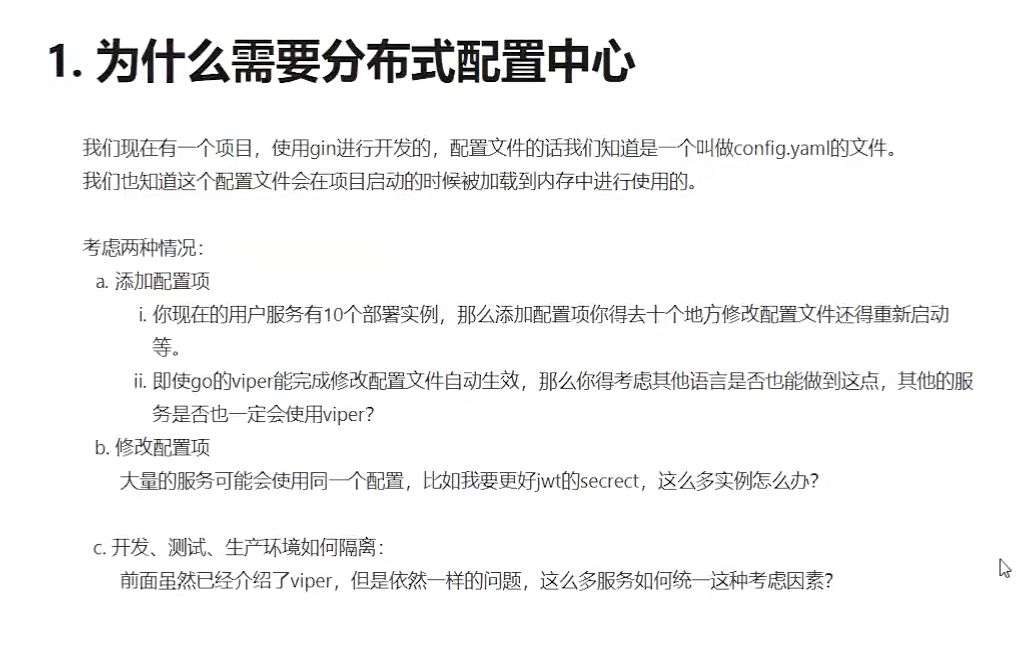 1. 为什么需要分布式配置中心
我们现在有一个项目，使用gin进行开发的，配置文件的话我们知道是一个叫做config.yaml的文件。
我们也知道这个配置文件会在项目启动的时候被加载到内存中进行使用的。
考虑两种情况：
a. 添加配置项
i. 你现在的用户服务有10个部署实例，那么添加配置项你得去十个地方修改配置文件还得重新启动
等。
ii. 即使go的viper能完成修改配置文件自动生效，那么你得考虑其他语言是否也能做到这点，其他的服
务是否也一定会使用viper？
b. 修改配置项
大量的服务可能会使用同一个配置，比如我要更好jwt的secrect，这么多实例怎么办？
c. 开发、测试、生产环境如何隔离：
前面虽然已经介绍了viper，但是依然一样的问题，这么多服务如何统一这种考虑因素？